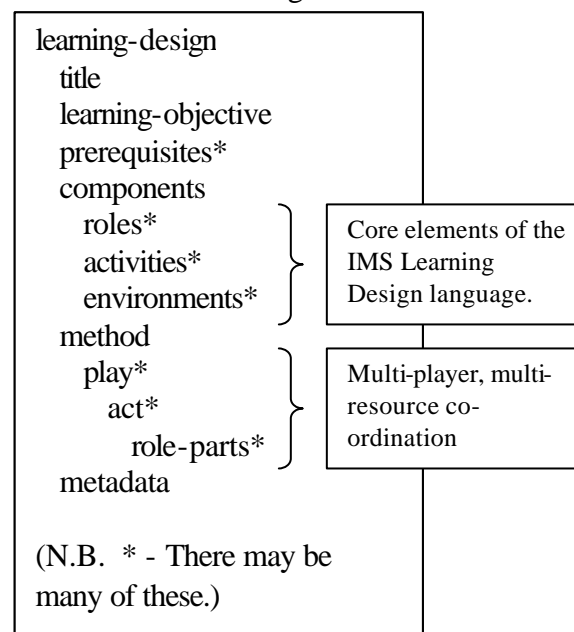 learning-design
title
learning-objective
prerequisites*
components
roles*
activities*
environments*
Core elements of the
IMS Learning
Design language.
method
play*
act*
role-parts*
Multi-player, multi-
resource co-
ordination
metadata
(N.B. * - There may be
many of these.)